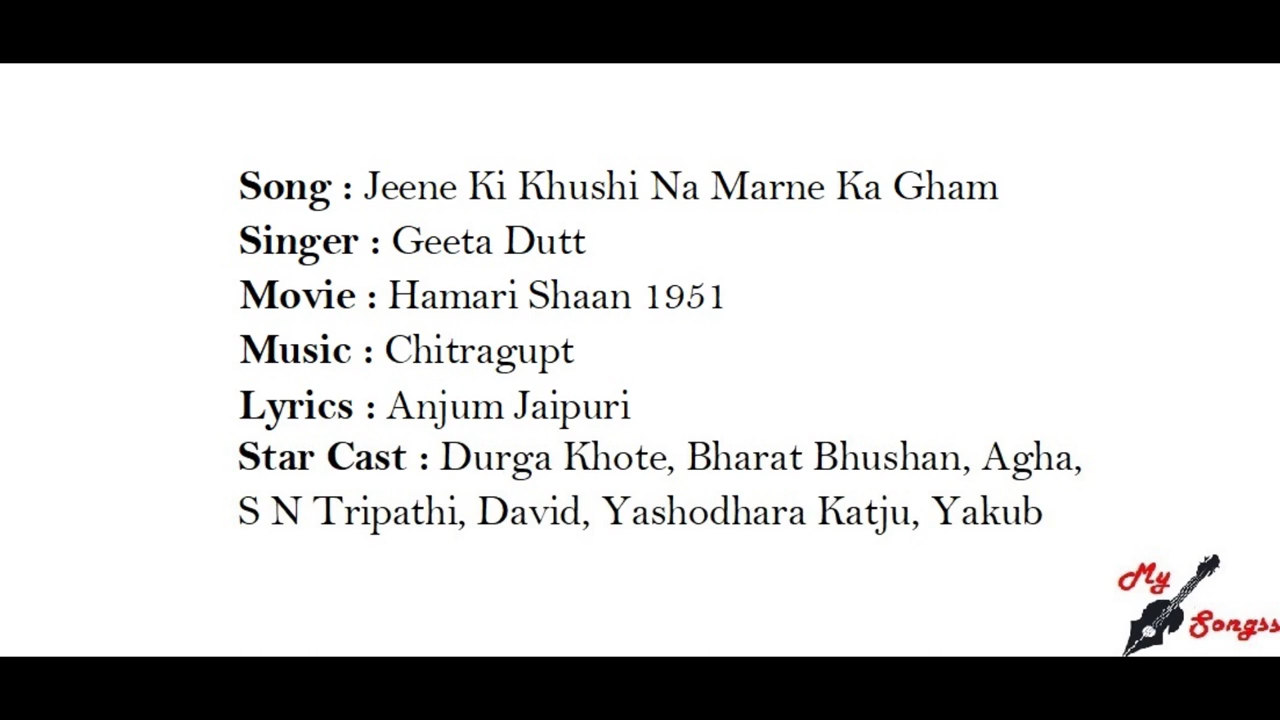 Song : Jeene Ki Khushi Na Marne Ka Gham
Singer : Geeta Dutt
Movie : Hamari Shaan 1951
Music : Chitragupt
Lyrics : Anjum Jaipuri
Star Cast : Durga Khote, Bharat Bhushan, Agha,
S N Tripathi, David, Yashodhara Katju, Yakub
My
Songss